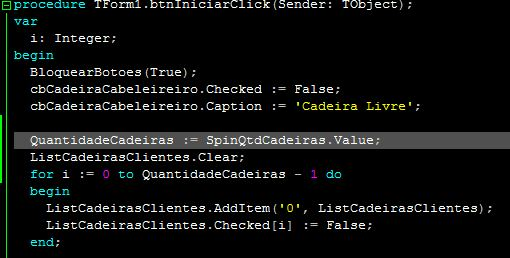 procedure TForm1.btnIniciarClick(Sender: TObject);
var
  i: Integer;
begin
  BloquearBotoes(True);
  cbCadeiraCabeleireiro.Checked := False;
  cbCadeiraCabeleireiro.Caption := 'Cadeira Livre';
  QuantidadeCadeiras := SpinQtdCadeiras.Value;
  ListCadeirasClientes.Clear;
  for i := 0 to QuantidadeCadeiras - 1 do
  begin
    ListCadeirasClientes.AddItem('0', ListCadeirasClientes);
    ListCadeirasClientes.Checked[i] := False;
  end;